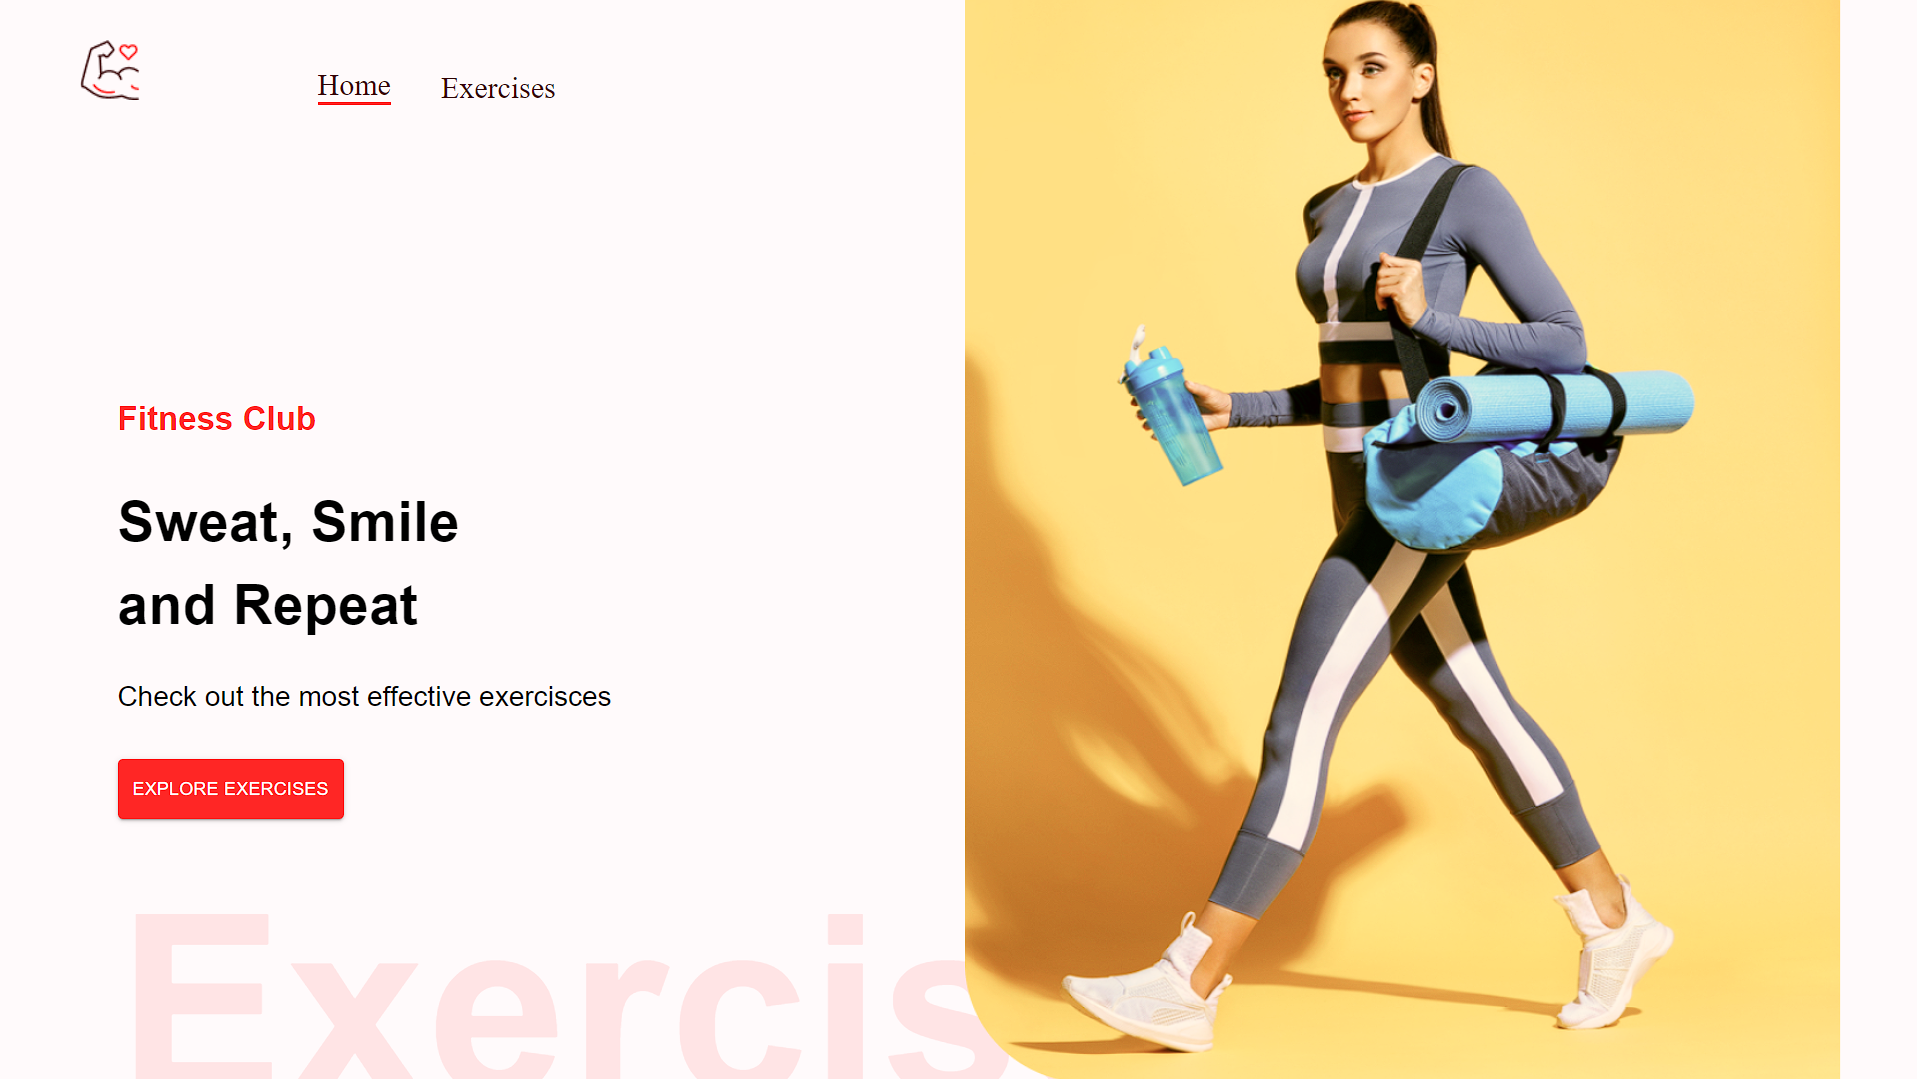 Home Exercises
Fitness Club
Sweat, Smile
and Repeat
Check out the most effective exercisces
EXPLORE EXERCISES
Exercis